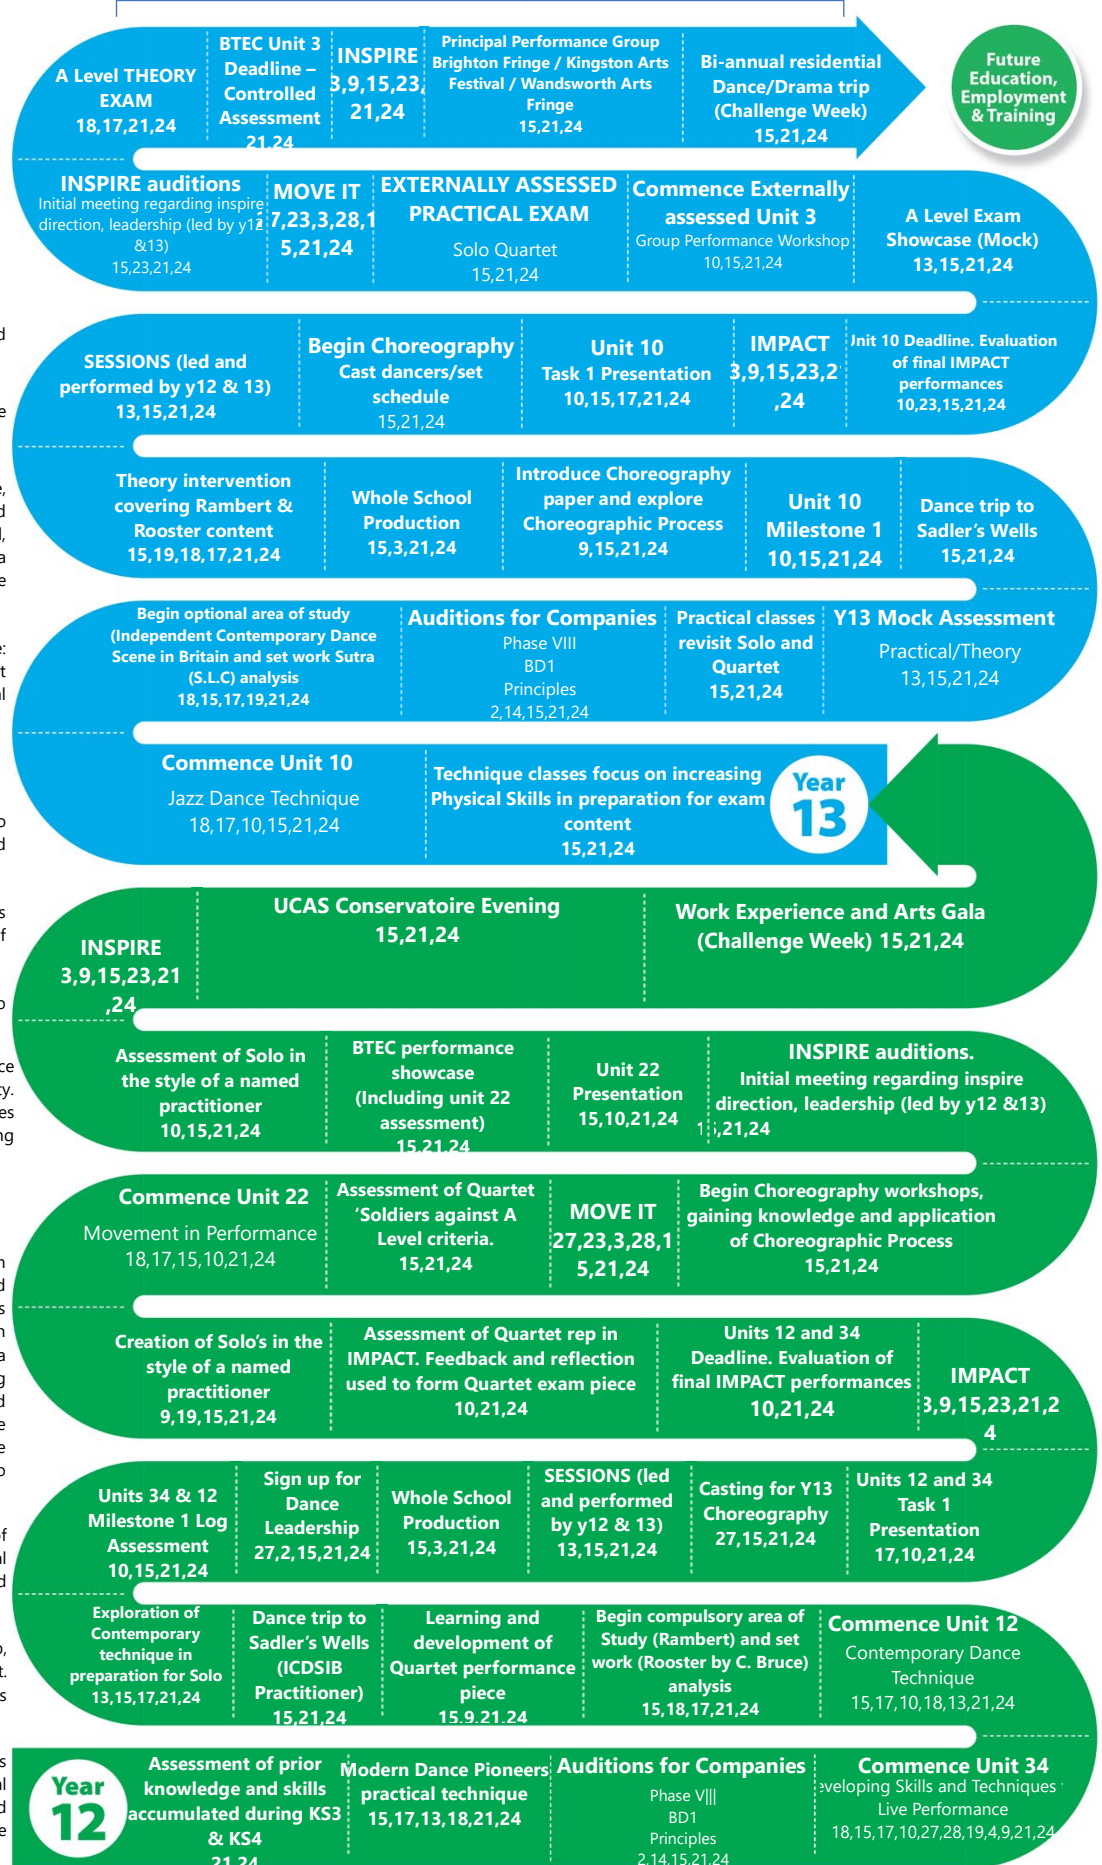 A Level THEORY
EXAM
18,17,21,24
BTEC Unit 3
Deadline –
Controlled
Assessment
21,24
INSPIRE
3,9,15,23,
21,24
Principal Performance Group
Brighton Fringe / Kingston Arts
Festival / Wandsworth Arts
Fringe
15,21,24
Bi-annual residential
Dance/Drama trip
(Challenge Week)
15,21,24
Future
Education,
Employment
& Training
INSPIRE auditions
Initial meeting regarding inspire
direction, leadership (led by y12
&13)
15,23,21,24
MOVE IT
7,23,3,28,1
5,21,24
EXTERNALLY ASSESSED
PRACTICAL EXAM
Solo Quartet
15,21,24
Commence Externally
assessed Unit 3
Group Performance Workshop
10,15,21,24
A Level Exam
Showcase (Mock)
13,15,21,24
SESSIONS (led and
performed by y12 & 13)
13,15,21,24
Begin Choreography
Cast dancers/set
schedule
15,21,24
Unit 10
Task 1 Presentation
10,15,17,21,24
IMPACT
3,9,15,23,2
,24
Unit 10 Deadline. Evaluation
of final IMPACT
performances
10,23,15,21,24
Theory intervention
covering Rambert &
Rooster content
15,19,18,17,21,24
Whole School
Production
15,3,21,24
Introduce Choreography
paper and explore
Choreographic Process
9,15,21,24
Unit 10
Milestone 1
10,15,21,24
Dance trip to
Sadler’s Wells
15,21,24
Begin optional area of study
(Independent Contemporary Dance
Scene in Britain and set work Sutra
(S.L.C) analysis
18,15,17,19,21,24
Auditions for Companies
Phase VIII
BD1
Principles
2,14,15,21,24
Practical classes
revisit Solo and
Quartet
15,21,24
Y13 Mock Assessment
Practical/Theory
13,15,21,24
Commence Unit 10
Jazz Dance Technique
18,17,10,15,21,24
Technique classes focus on increasing
Physical Skills in preparation for exam
content
15,21,24
Year
13
INSPIRE
3,9,15,23,21
,24
UCAS Conservatoire Evening
15,21,24
Work Experience and Arts Gala
(Challenge Week) 15,21,24
Assessment of Solo in
the style of a named
practitioner
10,15,21,24
BTEC performance
showcase
(Including unit 22
assessment)
15,21,24
Unit 22
Presentation
15,10,21,24
INSPIRE auditions.
Initial meeting regarding inspire
direction, leadership (led by y12 &13)
15,21,24
Commence Unit 22
Movement in Performance
18,17,15,10,21,24
Assessment of Quartet
‘Soldiers against A
Level criteria.
15,21,24
MOVE IT
27,23,3,28,1
5,21,24
Begin Choreography workshops,
gaining knowledge and application
of Choreographic Process
15,21,24
Creation of Solo’s in the
style of a named
practitioner
9,19,15,21,24
Assessment of Quartet rep in
IMPACT. Feedback and reflection
used to form Quartet exam piece
10,21,24
Units 12 and 34
Deadline. Evaluation of
final IMPACT performances
10,21,24
IMPACT
3,9,15,23,21,2
4
Units 34 & 12
Milestone 1 Log
Assessment
10,15,21,24
Sign up for
Dance
Leadership
27,2,15,21,24
Whole School
Production
15,3,21,24
SESSIONS (led
and performed
by y12 & 13)
13,15,21,24
Casting for Y13
Choreography
27,15,21,24
Units 12 and 34
Task 1
Presentation
17,10,21,24
Exploration of
Contemporary
technique in
preparation for Solo
13,15,17,21,24
Dance trip to
Sadler’s Wells
(ICDSIB
Practitioner)
15,21,24
Learning and
development of
Quartet performance
piece
15,9,21,24
Begin compulsory area of
Study (Rambert) and set
work (Rooster by C. Bruce)
analysis
15,18,17,21,24
Commence Unit 12
Contemporary Dance
Technique
15,17,10,18,13,21,24
Year
12
Assessment of prior
knowledge and skills
accumulated during KS3
& KS4
21,24
Modern Dance Pioneers
practical technique
15,17,13,18,21,24
Auditions for Companies
Phase V|||
BD1
Principles
2,14,15,21,24
Commence Unit 34
eveloping Skills and Techniques
Live Performance
18,15,17,10,27,28,19,4,9,21,24